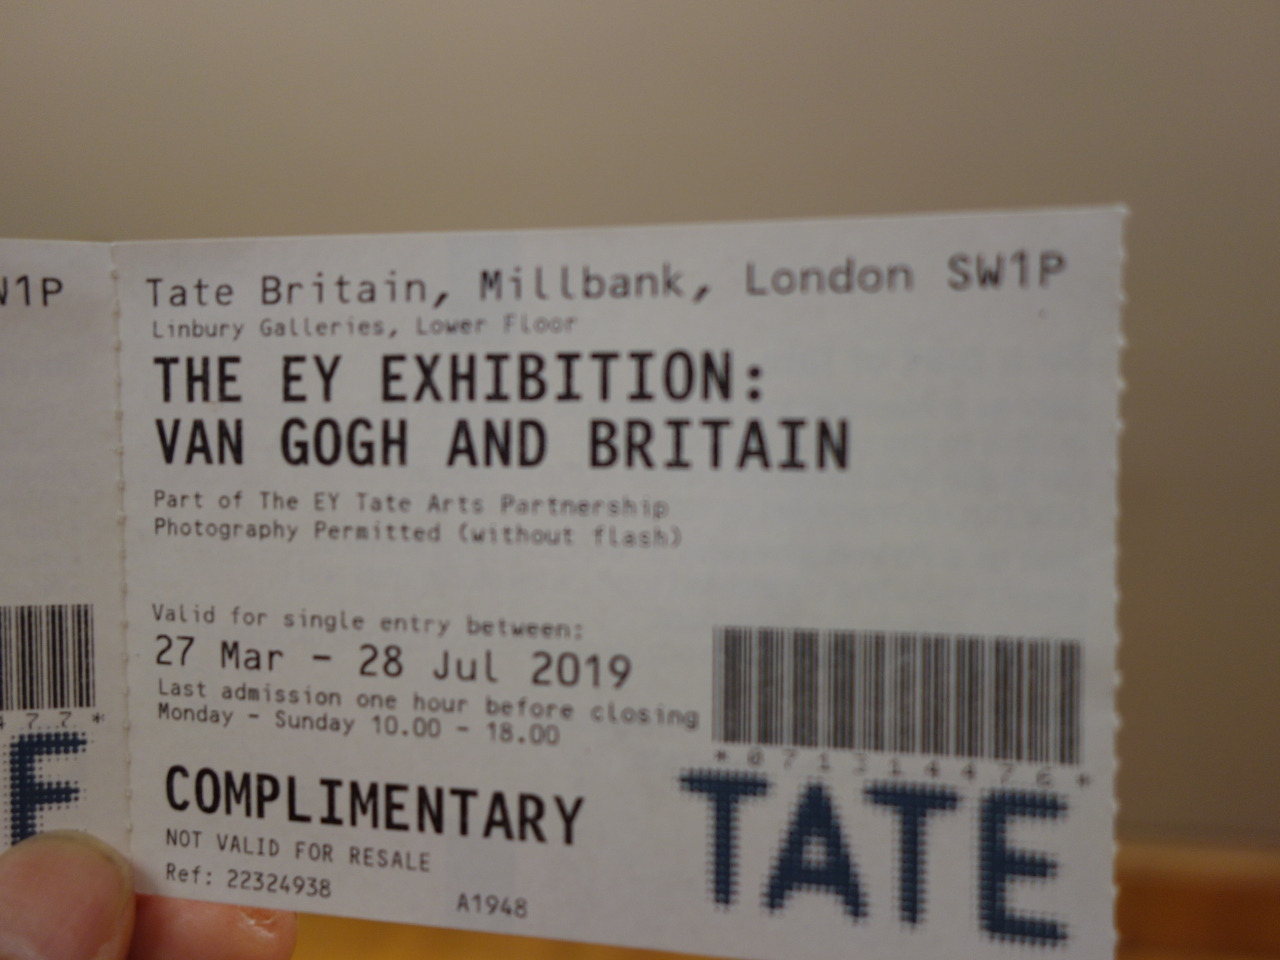 W1P
Tate Britain, Millbank, London SW1P
Linbury Galleries, Lower Floor
THE EY EXHIBITION:
VAN GOGH AND BRITAIN
Part of The EY Tate Arts Partnership
Photography Permitted (without flash)
Valid for single entry between:
27 Mar - 28 Jul 2019
Last admission one hour before closing
Monday - Sunday 10.00 - 18.00
477*
*071314476*
E
TATE
COMPLIMENTARY
NOT VALID FOR RESALE
Ref: 22324938 A1948